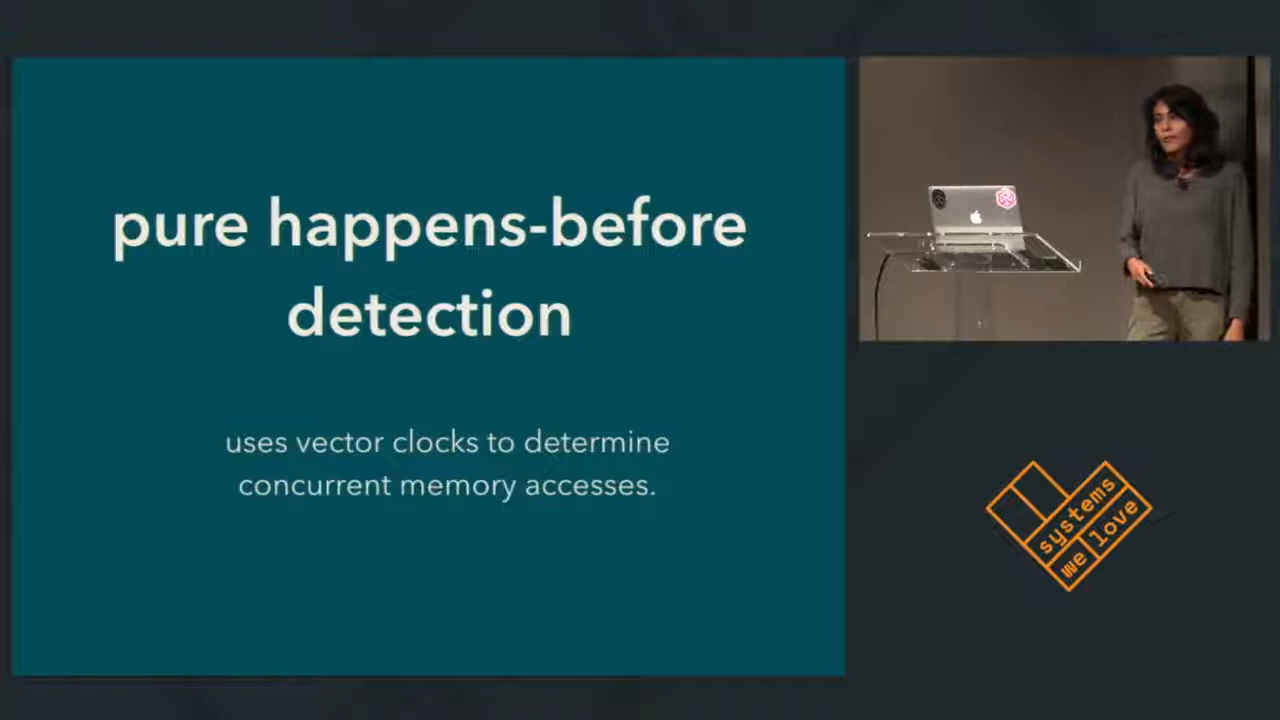 pure happens-before
detection
uses vector clocks to determine
concurrent memory accesses.
systems
we love